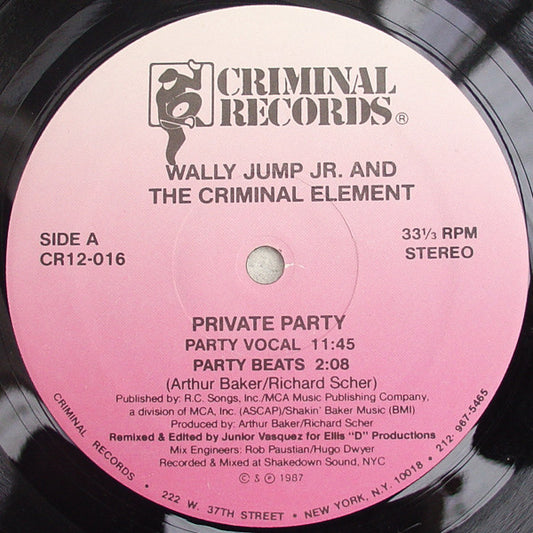 CRIMINAL
RECORDS®
WALLY JUMP JR. AND
THE CRIMINAL ELEMENT
SIDE A
CR12-016
33⅓ RPM
STEREO
PRIVATE PARTY
PARTY VOCAL 11:45
PARTY BEATS 2:08
(Arthur Baker/Richard Scher)
Published by: R.C. Songs, Inc./MCA Music Publishing Company,
a division of MCA, Inc. (ASCAP)/Shakin' Baker Music (BMI)
Produced by: Arthur Baker/Richard Scher
Remixed & Edited by Junior Vasquez for Ellis "D" Productions
Mix Engineers: Rob Paustian/Hugo Dwyer
Recorded & Mixed at Shakedown Sound, NYC
© & ℗ 1987
CRIMINAL RECORDS • 222 W. 37TH STREET • NEW YORK, N.Y. 10018 • 212-967-5465